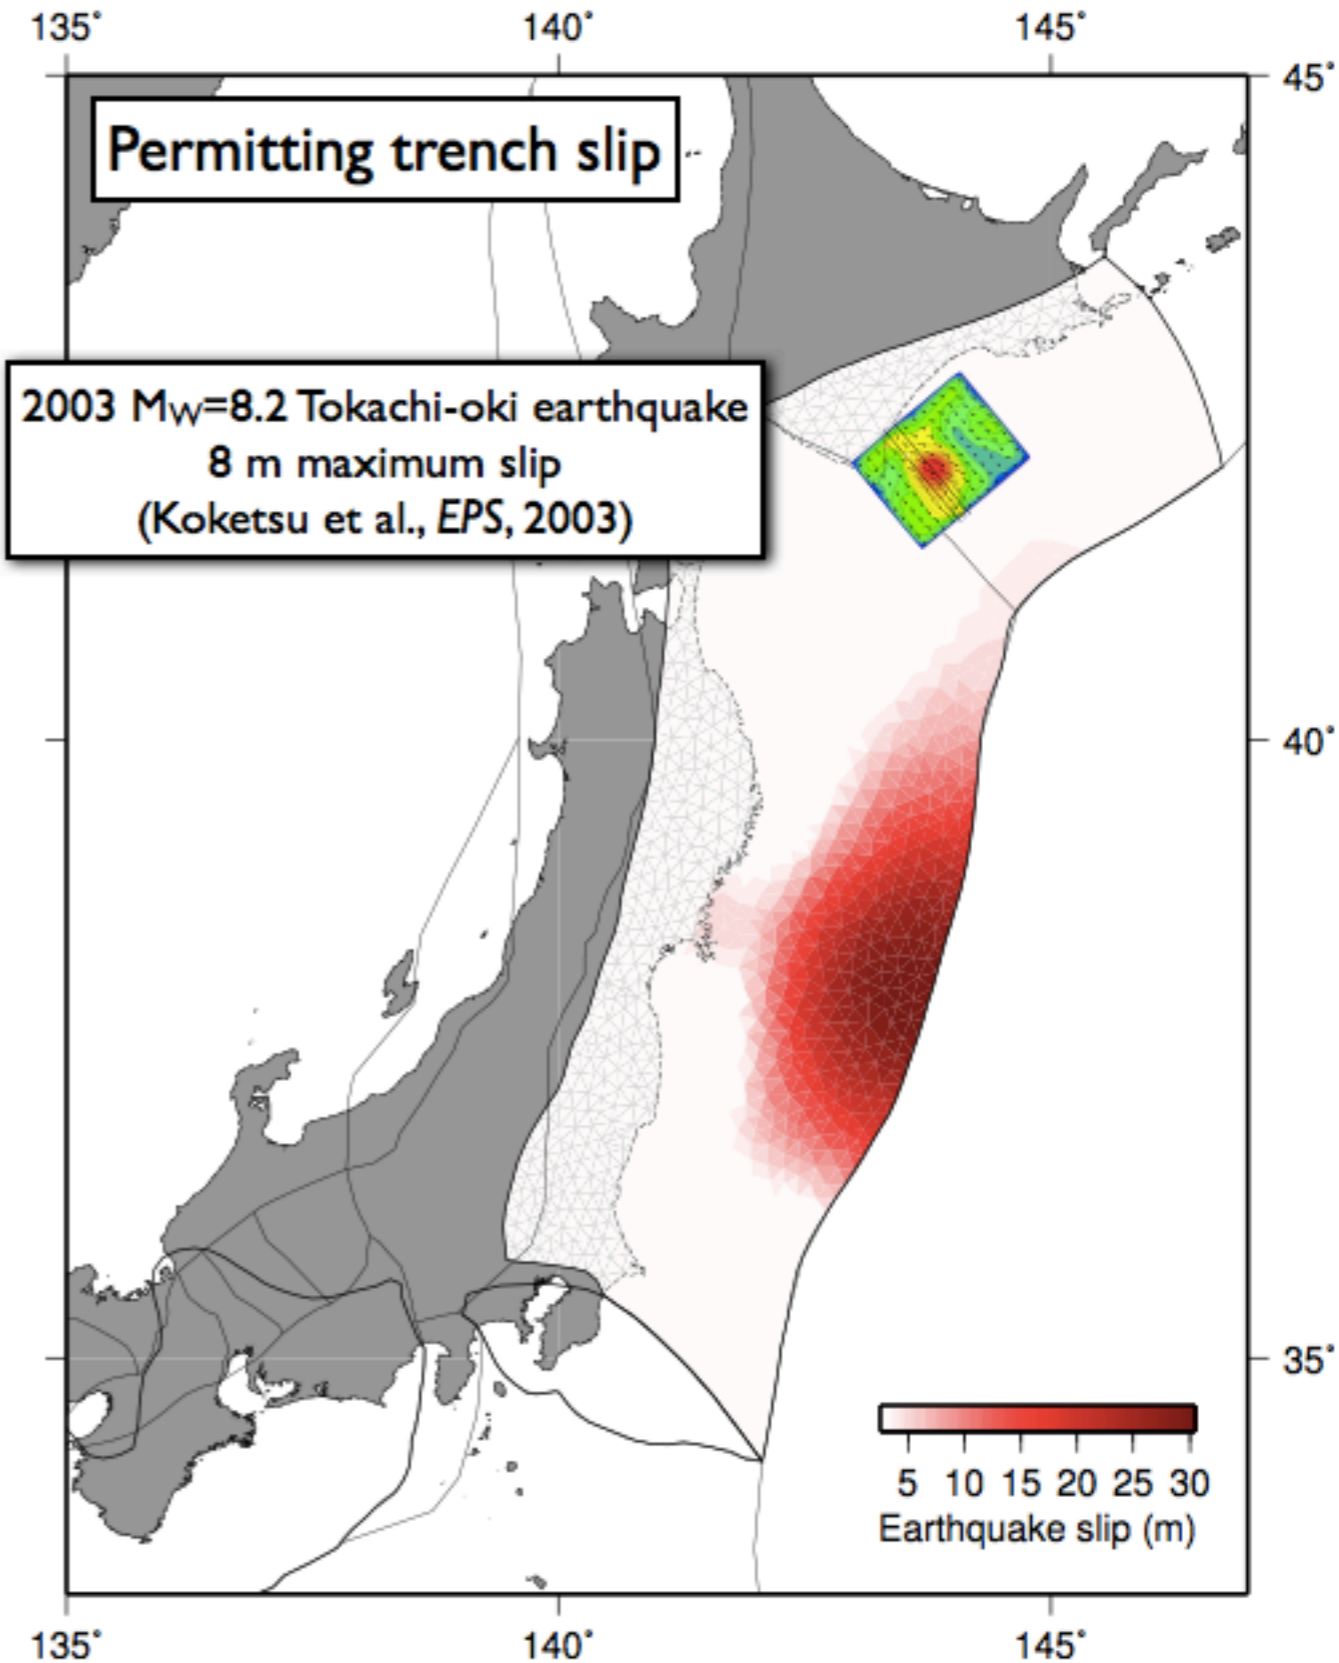 135° 140° 145°
45°
Permitting trench slip
2003 MW=8.2 Tokachi-oki earthquake
8 m maximum slip
(Koketsu et al., EPS, 2003)
40°
35°
5 10 15 20 25 30
Earthquake slip (m)
135° 140° 145°